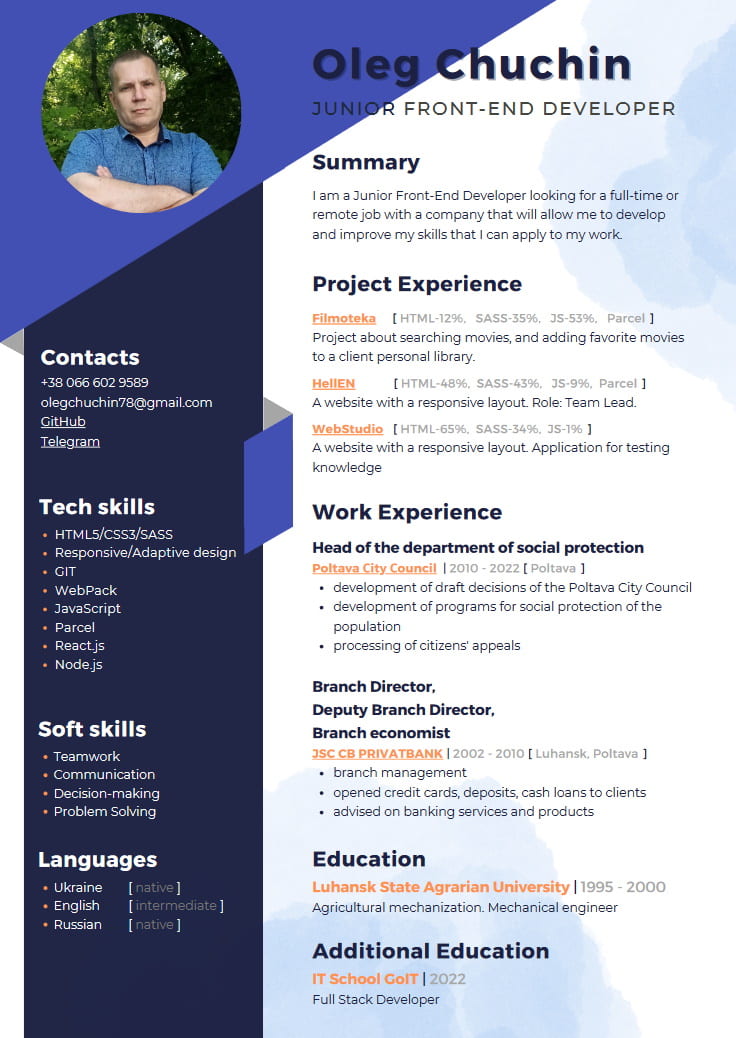 Oleg Chuchin
JUNIOR FRONT-END DEVELOPER
Summary
I am a Junior Front-End Developer looking for a full-time or
remote job with a company that will allow me to develop
and improve my skills that I can apply to my work.
Project Experience
Filmoteka [ HTML-12%, SASS-35%, JS-53%, Parcel ]
Project about searching movies, and adding favorite movies
to a client personal library.
HellEN [ HTML-48%, SASS-43%, JS-9%, Parcel ]
A website with a responsive layout. Role: Team Lead.
WebStudio [ HTML-65%, SASS-34%, JS-1% ]
A website with a responsive layout. Application for testing
knowledge
Work Experience
Head of the department of social protection
Poltava City Council | 2010 - 2022 [ Poltava ]
• development of draft decisions of the Poltava City Council
• development of programs for social protection of the
population
• processing of citizens' appeals
Branch Director,
Deputy Branch Director,
Branch economist
JSC CB PRIVATBANK | 2002 - 2010 [ Luhansk, Poltava ]
• branch management
• opened credit cards, deposits, cash loans to clients
• advised on banking services and products
Education
Luhansk State Agrarian University | 1995 - 2000
Agricultural mechanization. Mechanical engineer
Additional Education
IT School GoIT | 2022
Full Stack Developer
Contacts
+38 066 602 9589
olegchuchin78@gmail.com
GitHub
Telegram
Tech skills
• HTML5/CSS3/SASS
• Responsive/Adaptive design
• GIT
• WebPack
• JavaScript
• Parcel
• React.js
• Node.js
Soft skills
• Teamwork
• Communication
• Decision-making
• Problem Solving
Languages
• Ukraine [ native ]
• English [ intermediate ]
• Russian [ native ]